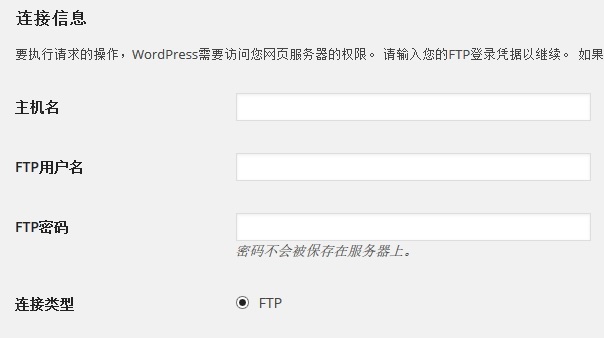 连接信息
要执行请求的操作，WordPress需要访问您网页服务器的权限。 请输入您的FTP登录凭据以继续。 如果
主机名
FTP用户名
FTP密码
密码不会被保存在服务器上。
连接类型
FTP